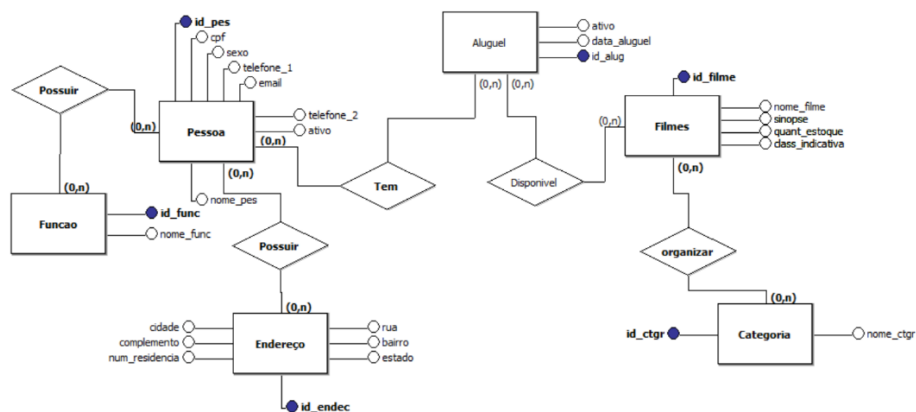 id_pes
cpf
sexo
telefone_1
email
Possuir
(0,n)
Pessoa
telefone_2
ativo
(0,n)
(0,n)
nome_pes
(0,n)
Funcao
id_func
nome_func
Possuir
(0,n)
cidade
complemento
num_residencia
Endereço
rua
bairro
estado
id_endec
Aluguel
ativo
data_aluguel
id_alug
(0,n)
(0,n)
Tem
Disponivel
(0,n)
id_filme
Filmes
nome_filme
sinopse
quant_estoque
class_indicativa
(0,n)
organizar
(0,n)
id_ctgr
Categoria
nome_ctgr